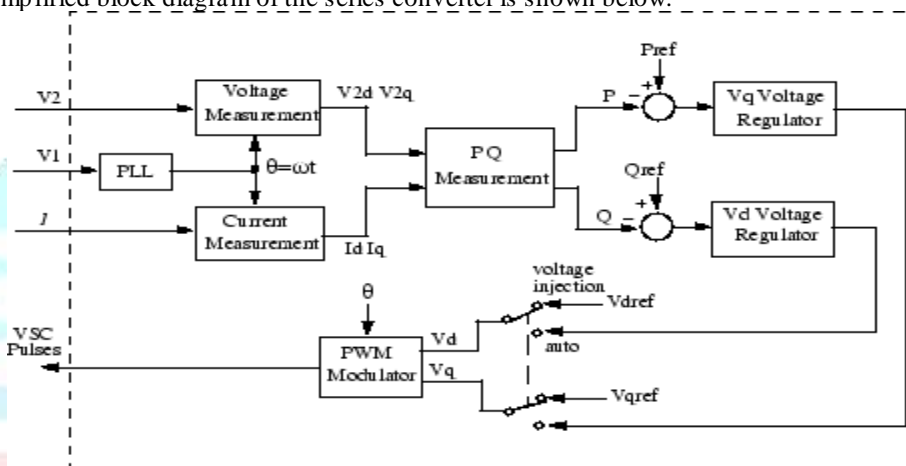 mplified block diagram of the series converter is shown below.
Pref
+
−
P
V2
Voltage
Measurement
V2d V2q
Vq Voltage
Regulator
V1
PLL
θ=ωt
PQ
Measurement
Qref
+
−
Q
I
Current
Measurement
Id Iq
Vd Voltage
Regulator
voltage
injection
θ
Vdref
VSC
Pulses
PWM
Modulator
Vd
Vq
auto
Vqref